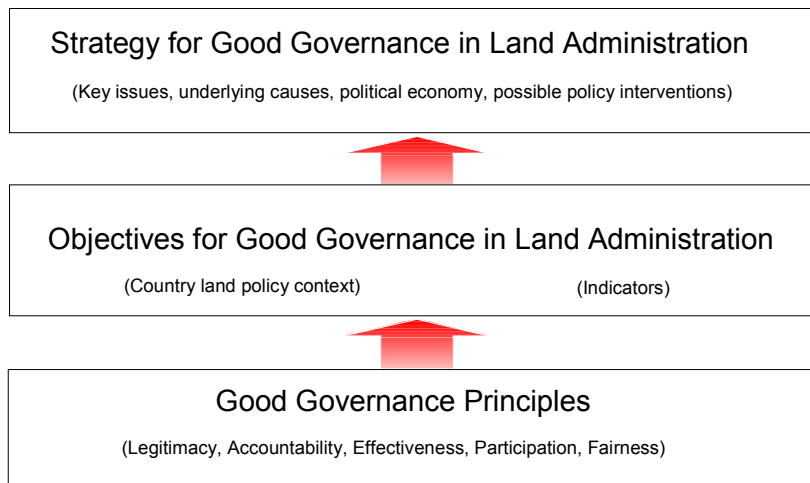 Strategy for Good Governance in Land Administration
(Key issues, underlying causes, political economy, possible policy interventions)
Objectives for Good Governance in Land Administration
(Country land policy context) (Indicators)
Good Governance Principles
(Legitimacy, Accountability, Effectiveness, Participation, Fairness)